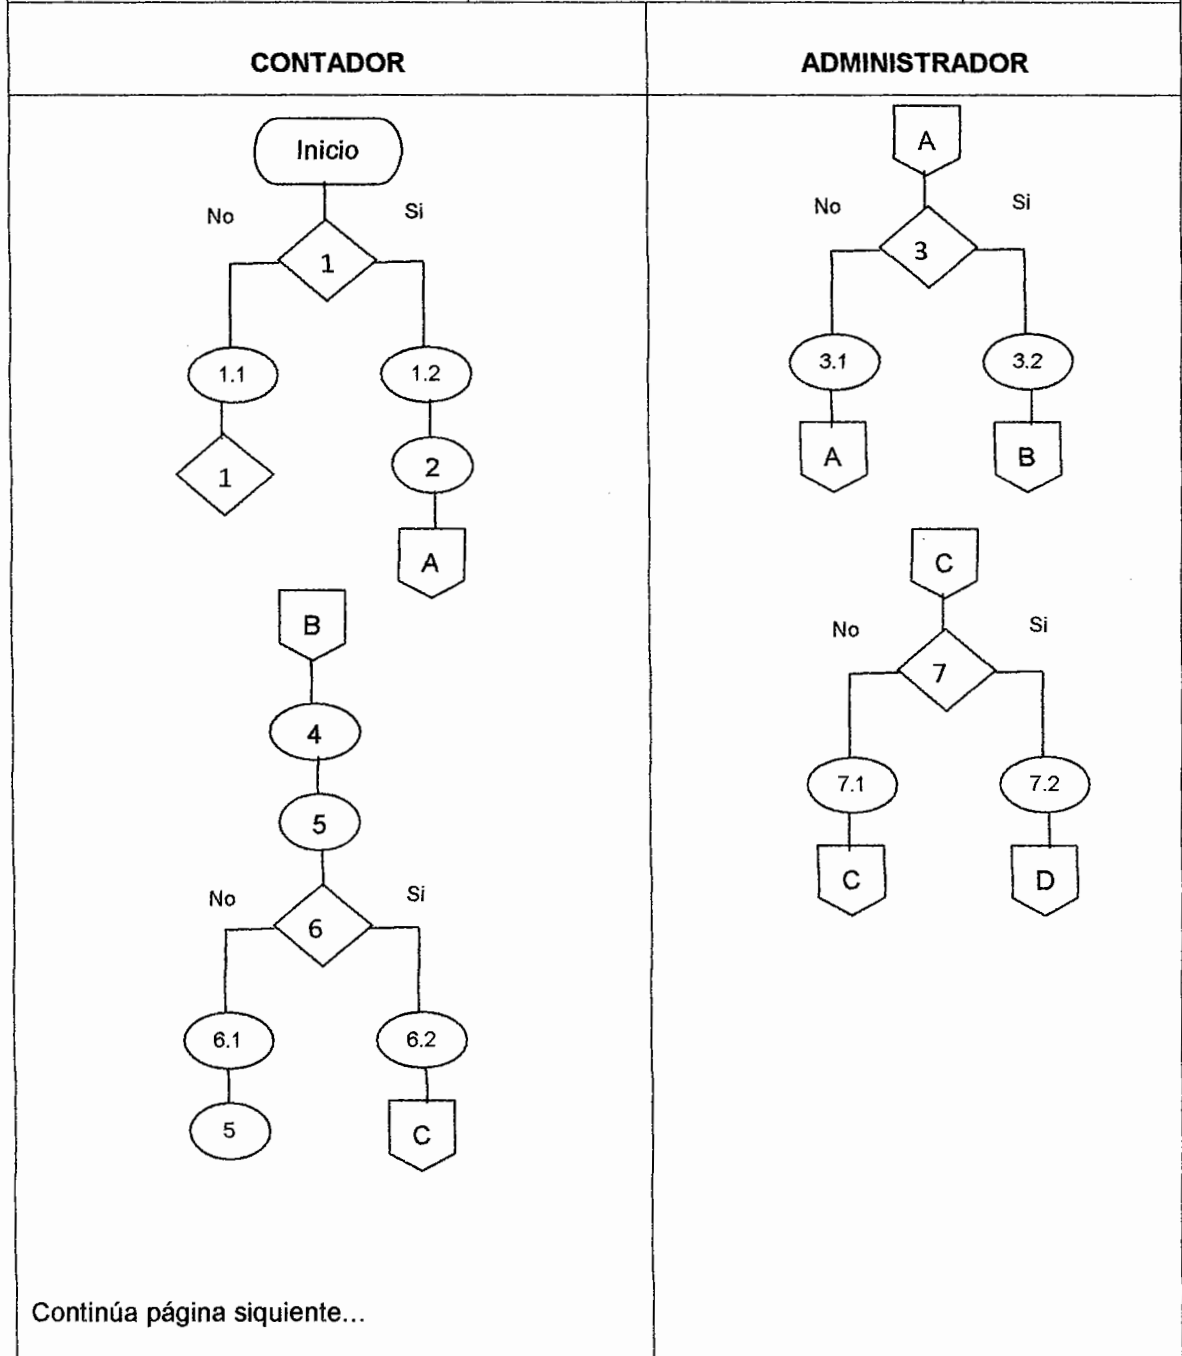 CONTADOR
ADMINISTRADOR
Inicio
No
Si
1
1.1
1.2
1
2
A
B
4
5
No
Si
6
6.1
6.2
5
C
A
No
Si
3
3.1
3.2
A
B
C
No
Si
7
7.1
7.2
C
D
Continúa página siquiente...